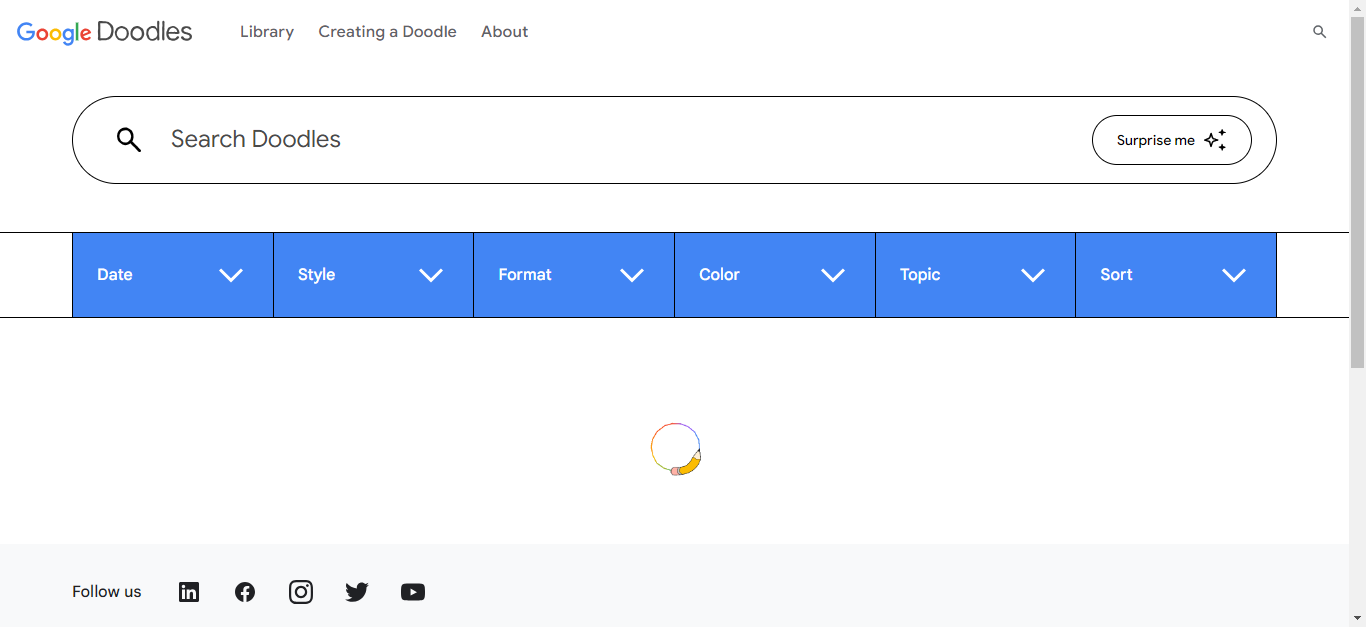 Google Doodles Library Creating a Doodle About
Search Doodles Surprise me
Date Style Format Color Topic Sort
Follow us